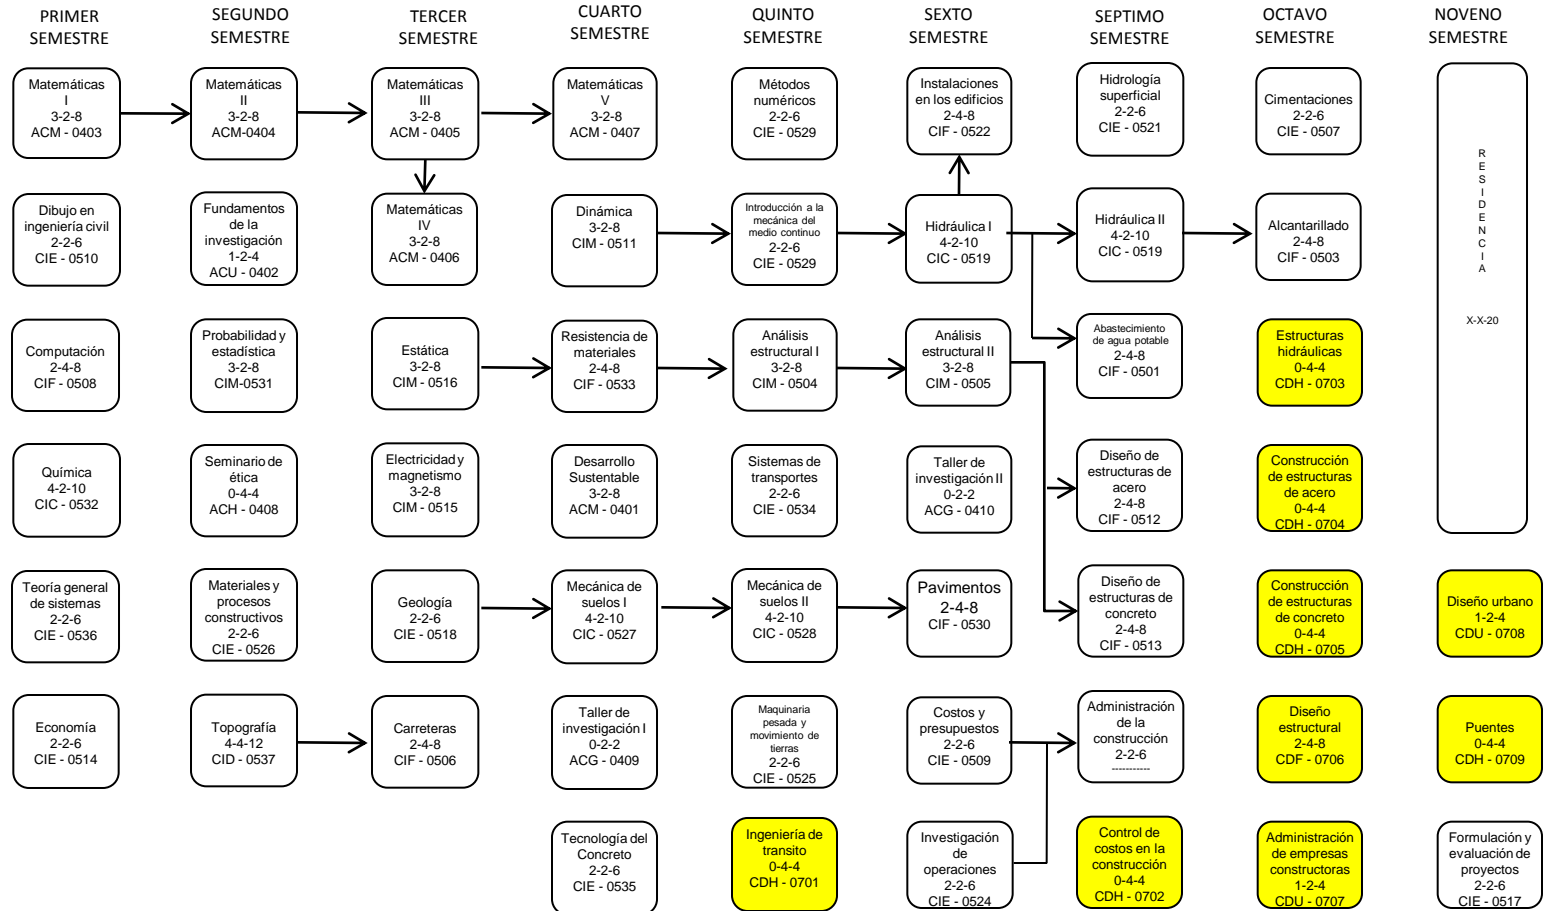 PRIMER
SEMESTRE
SEGUNDO
SEMESTRE
TERCER
SEMESTRE
CUARTO
SEMESTRE
QUINTO
SEMESTRE
SEXTO
SEMESTRE
SEPTIMO
SEMESTRE
OCTAVO
SEMESTRE
NOVENO
SEMESTRE
Matemáticas
I
3-2-8
ACM - 0403
Matemáticas
II
3-2-8
ACM-0404
Matemáticas
III
3-2-8
ACM - 0405
Matemáticas
V
3-2-8
ACM - 0407
Métodos
numéricos
2-2-6
CIE - 0529
Instalaciones
en los edificios
2-4-8
CIF - 0522
Hidrología
superficial
2-2-6
CIE - 0521
Cimentaciones
2-2-6
CIE - 0507
R
E
S
I
D
E
N
C
I
A
X-X-20
Dibujo en
ingeniería civil
2-2-6
CIE - 0510
Fundamentos
de la
investigación
1-2-4
ACU - 0402
Matemáticas
IV
3-2-8
ACM - 0406
Dinámica
3-2-8
CIM - 0511
Introducción a la
mecánica del
medio continuo
2-2-6
CIE - 0529
Hidráulica I
4-2-10
CIC - 0519
Hidráulica II
4-2-10
CIC - 0519
Alcantarillado
2-4-8
CIF - 0503
Computación
2-4-8
CIF - 0508
Probabilidad y
estadística
3-2-8
CIM-0531
Estática
3-2-8
CIM - 0516
Resistencia de
materiales
2-4-8
CIF - 0533
Análisis
estructural I
3-2-8
CIM - 0504
Análisis
estructural II
3-2-8
CIM - 0505
Abastecimiento
de agua potable
2-4-8
CIF - 0501
Estructuras
hidráulicas
0-4-4
CDH - 0703
Química
4-2-10
CIC - 0532
Seminario de
ética
0-4-4
ACH - 0408
Electricidad y
magnetismo
3-2-8
CIM - 0515
Desarrollo
Sustentable
3-2-8
ACM - 0401
Sistemas de
transportes
2-2-6
CIE - 0534
Taller de
investigación II
0-2-2
ACG - 0410
Diseño de
estructuras de
acero
2-4-8
CIF - 0512
Construcción
de estructuras
de acero
0-4-4
CDH - 0704
Teoría general
de sistemas
2-2-6
CIE - 0536
Materiales y
procesos
constructivos
2-2-6
CIE - 0526
Geología
2-2-6
CIE - 0518
Mecánica de
suelos I
4-2-10
CIC - 0527
Mecánica de
suelos II
4-2-10
CIC - 0528
Pavimentos
2-4-8
CIF - 0530
Diseño de
estructuras de
concreto
2-4-8
CIF - 0513
Construcción
de estructuras
de concreto
0-4-4
CDH - 0705
Diseño urbano
1-2-4
CDU - 0708
Economía
2-2-6
CIE - 0514
Topografía
4-4-12
CID - 0537
Carreteras
2-4-8
CIF - 0506
Taller de
investigación I
0-2-2
ACG - 0409
Maquinaria
pesada y
movimiento de
tierras
2-2-6
CIE - 0525
Costos y
presupuestos
2-2-6
CIE - 0509
Administración
de la
construcción
2-2-6
-----------
Diseño
estructural
2-4-8
CDF - 0706
Puentes
0-4-4
CDH - 0709
Tecnología del
Concreto
2-2-6
CIE - 0535
Ingeniería de
transito
0-4-4
CDH - 0701
Investigación
de
operaciones
2-2-6
CIE - 0524
Control de
costos en la
construcción
0-4-4
CDH - 0702
Administración
de empresas
constructoras
1-2-4
CDU - 0707
Formulación y
evaluación de
proyectos
2-2-6
CIE - 0517